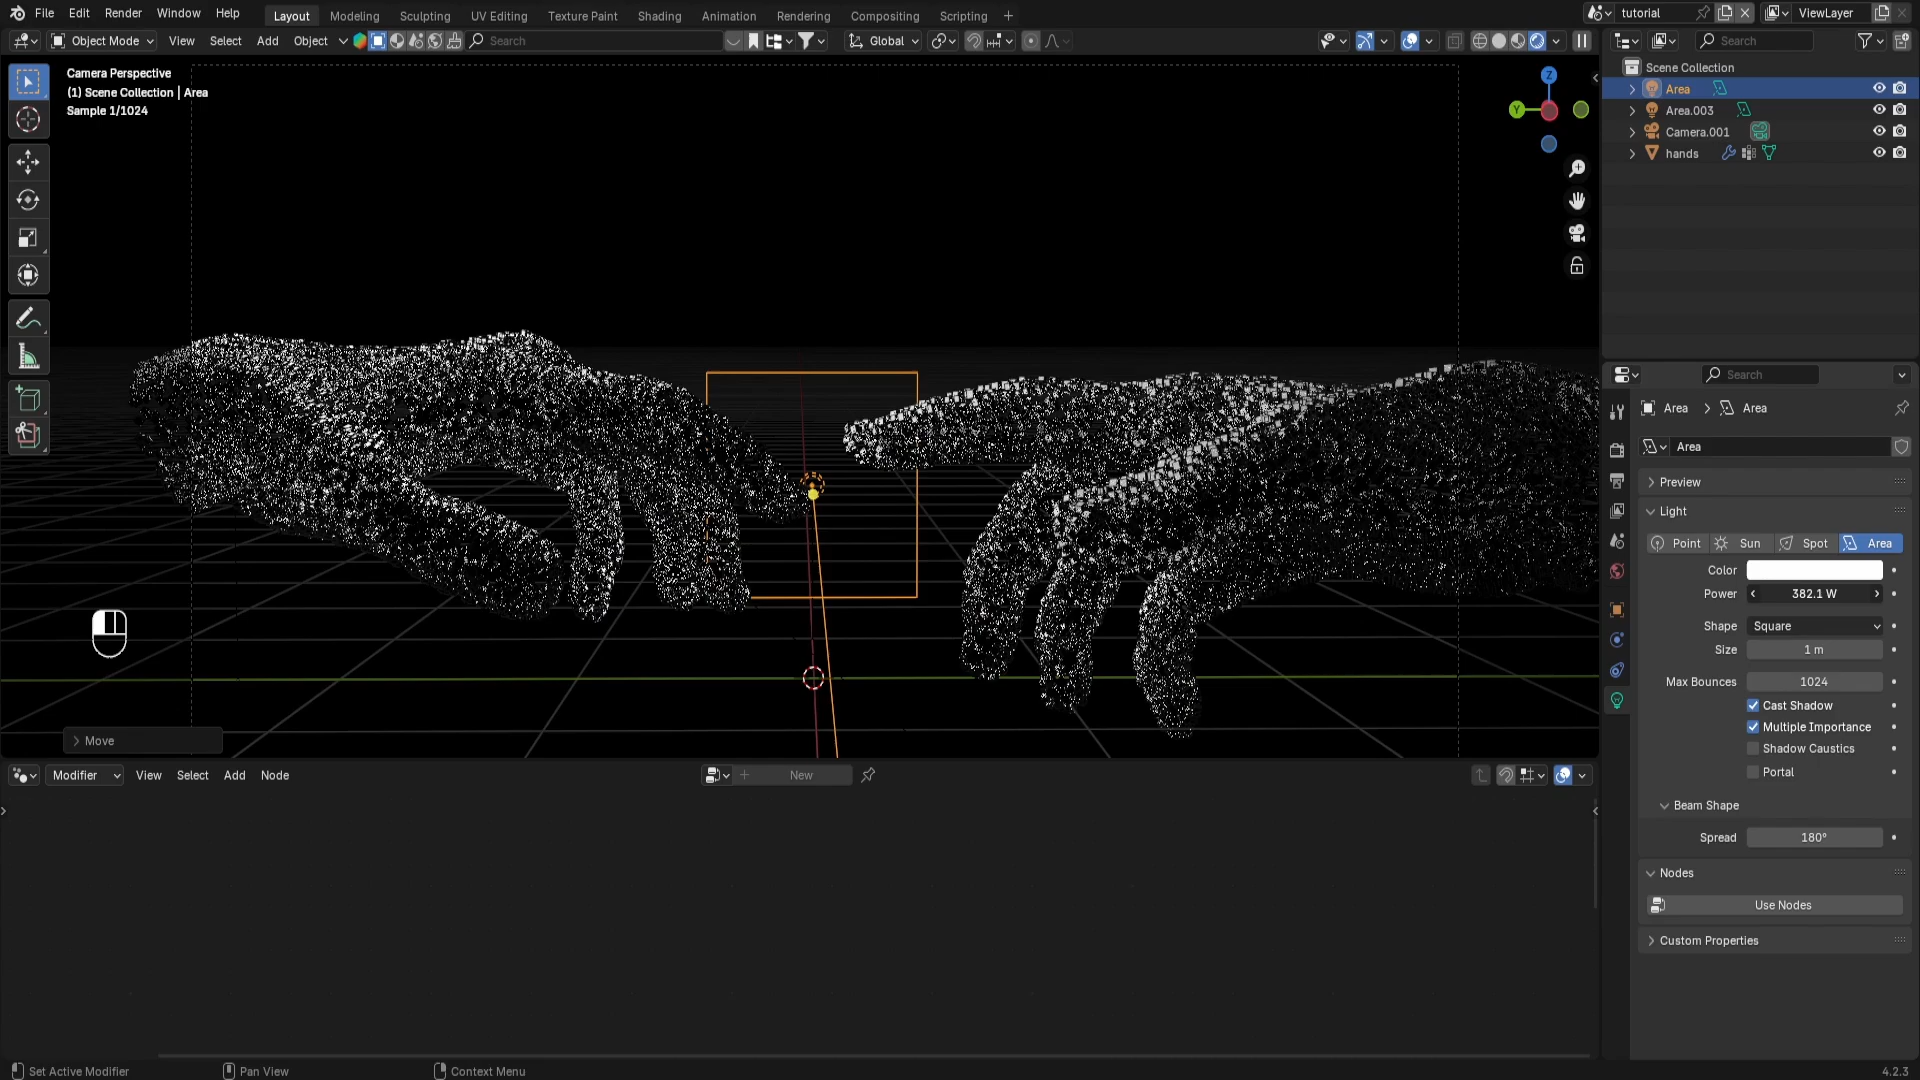 File Edit Render Window Help
Layout Modeling Sculpting UV Editing Texture Paint Shading Animation Rendering Compositing Scripting +
tutorial
ViewLayer
Object Mode View Select Add Object
Search
Global
Search
Camera Perspective
(1) Scene Collection | Area
Sample 1/1024
Z
Y
Scene Collection
Area
Area.003
Camera.001
hands
Search
Area > Area
Area
Preview
Light
Point Sun Spot Area
Color
Power 382.1 W
Shape Square
Size 1 m
Max Bounces 1024
Cast Shadow
Multiple Importance
Shadow Caustics
Portal
Beam Shape
Spread 180°
Nodes
Use Nodes
Custom Properties
Move
Modifier View Select Add Node
New
Set Active Modifier
Pan View
Context Menu
4.2.3